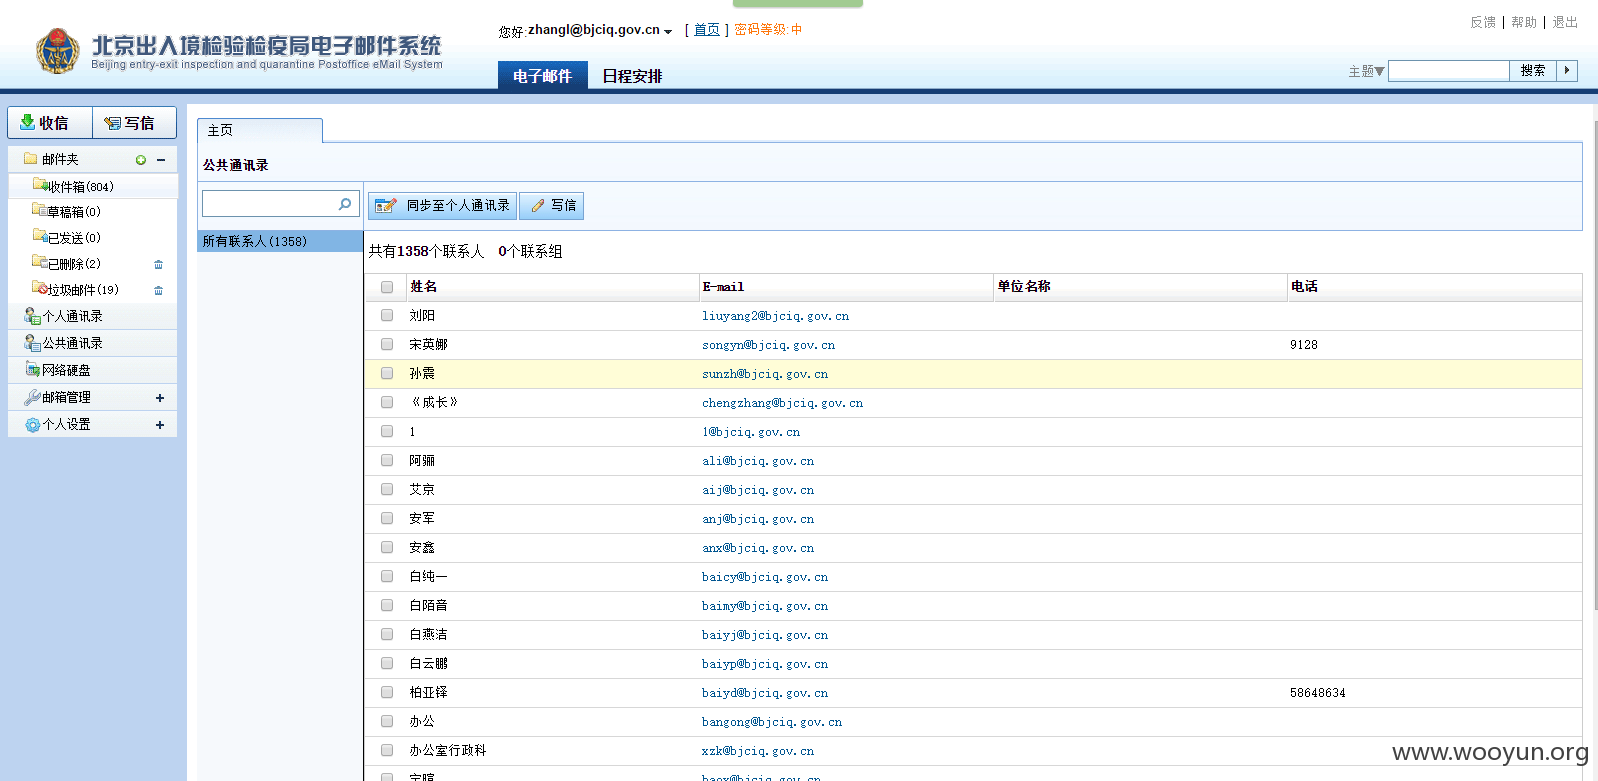 反馈 | 帮助 | 退出
您好:zhangl@bjciq.gov.cn [ 首页 ] 密码等级:中
北京出入境检验检疫局电子邮件系统
Beijing entry-exit inspection and quarantine Postoffice eMail System
电子邮件 日程安排
主题 搜索
收信 写信
主页
邮件夹
公共通讯录
收件箱(804)
草稿箱(0)
已发送(0)
已删除(2)
垃圾邮件(19)
个人通讯录
公共通讯录
网络硬盘
邮箱管理
个人设置
同步至个人通讯录 写信
所有联系人(1358)
共有1358个联系人 0个联系组
姓名 E-mail 单位名称 电话
刘阳 liuyang2@bjciq.gov.cn
宋英娜 songyn@bjciq.gov.cn 9128
孙震 sunzh@bjciq.gov.cn
《成长》 chengzhang@bjciq.gov.cn
1 1@bjciq.gov.cn
阿骊 ali@bjciq.gov.cn
艾京 aij@bjciq.gov.cn
安军 anj@bjciq.gov.cn
安鑫 anx@bjciq.gov.cn
白纯一 baicy@bjciq.gov.cn
白陌音 baimy@bjciq.gov.cn
白燕洁 baiyj@bjciq.gov.cn
白云鹏 baiyp@bjciq.gov.cn
柏亚铎 baiyd@bjciq.gov.cn 58648634
办公 bangong@bjciq.gov.cn
办公室行政科 xzk@bjciq.gov.cn
www.wooyun.org